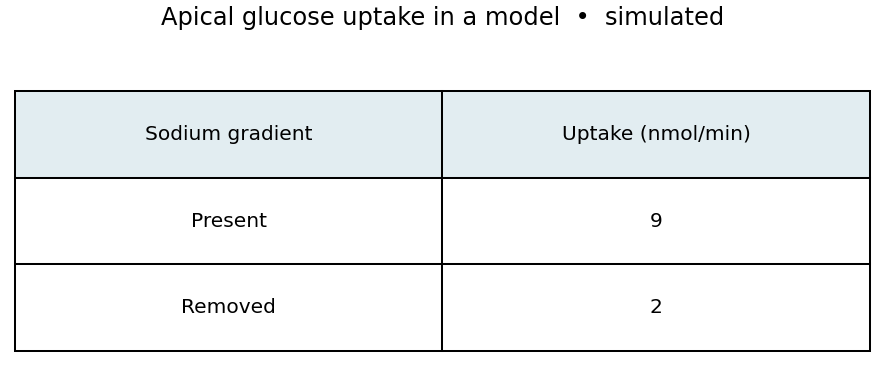 Apical glucose uptake in a model • simulated
Sodium gradient Uptake (nmol/min)
Present 9
Removed 2